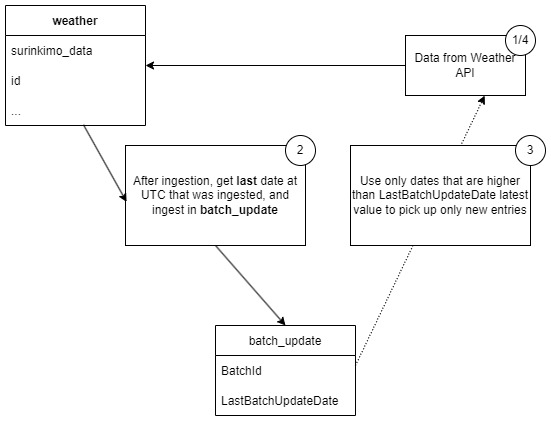 weather
surinkimo_data
id
...
1/4
Data from Weather
API
2
After ingestion, get last date at
UTC that was ingested, and
ingest in batch_update
3
Use only dates that are higher
than LastBatchUpdateDate latest
value to pick up only new entries
batch_update
BatchId
LastBatchUpdateDate